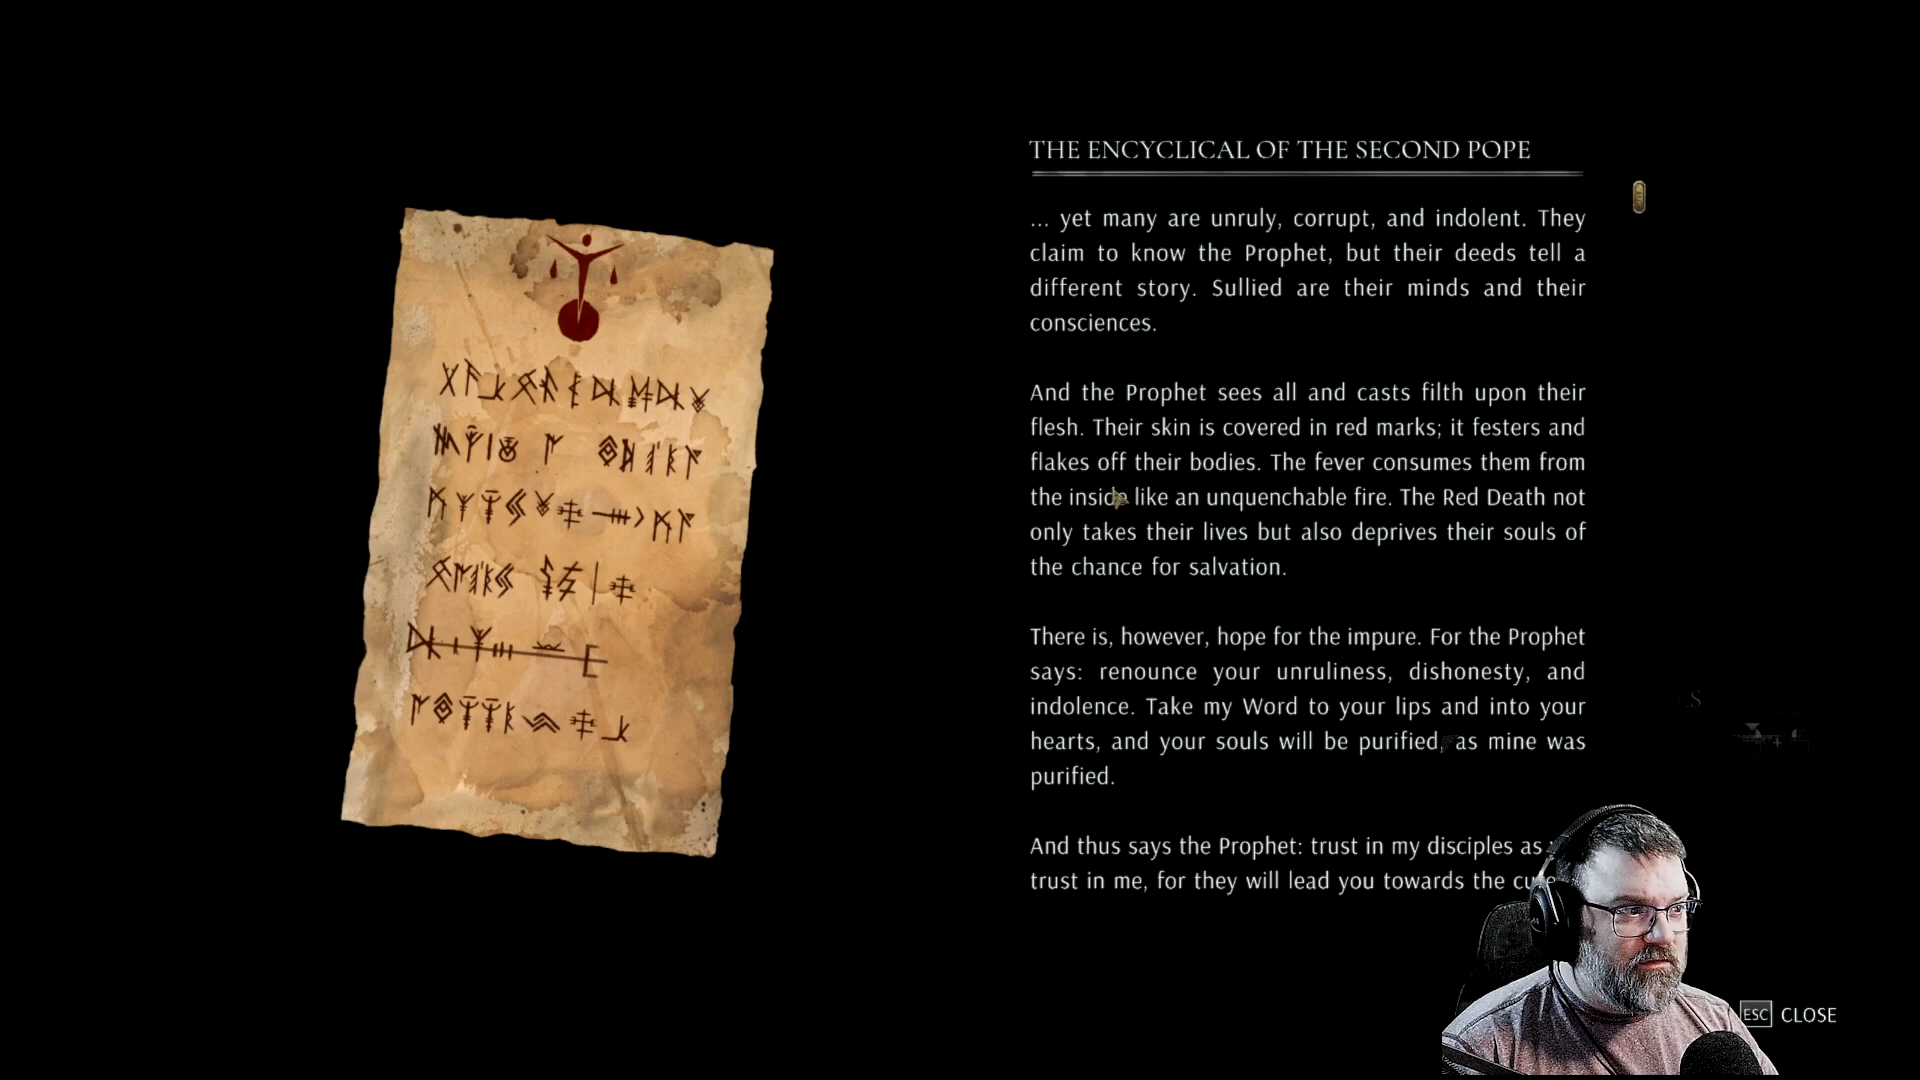 THE ENCYCLICAL OF THE SECOND POPE
... yet many are unruly, corrupt, and indolent. They
claim to know the Prophet, but their deeds tell a
different story. Sullied are their minds and their
consciences.
And the Prophet sees all and casts filth upon their
flesh. Their skin is covered in red marks; it festers and
flakes off their bodies. The fever consumes them from
the inside like an unquenchable fire. The Red Death not
only takes their lives but also deprives their souls of
the chance for salvation.
There is, however, hope for the impure. For the Prophet
says: renounce your unruliness, dishonesty, and
indolence. Take my Word to your lips and into your
hearts, and your souls will be purified, as mine was
purified.
And thus says the Prophet: trust in my disciples as
trust in me, for they will lead you towards the
ESC CLOSE